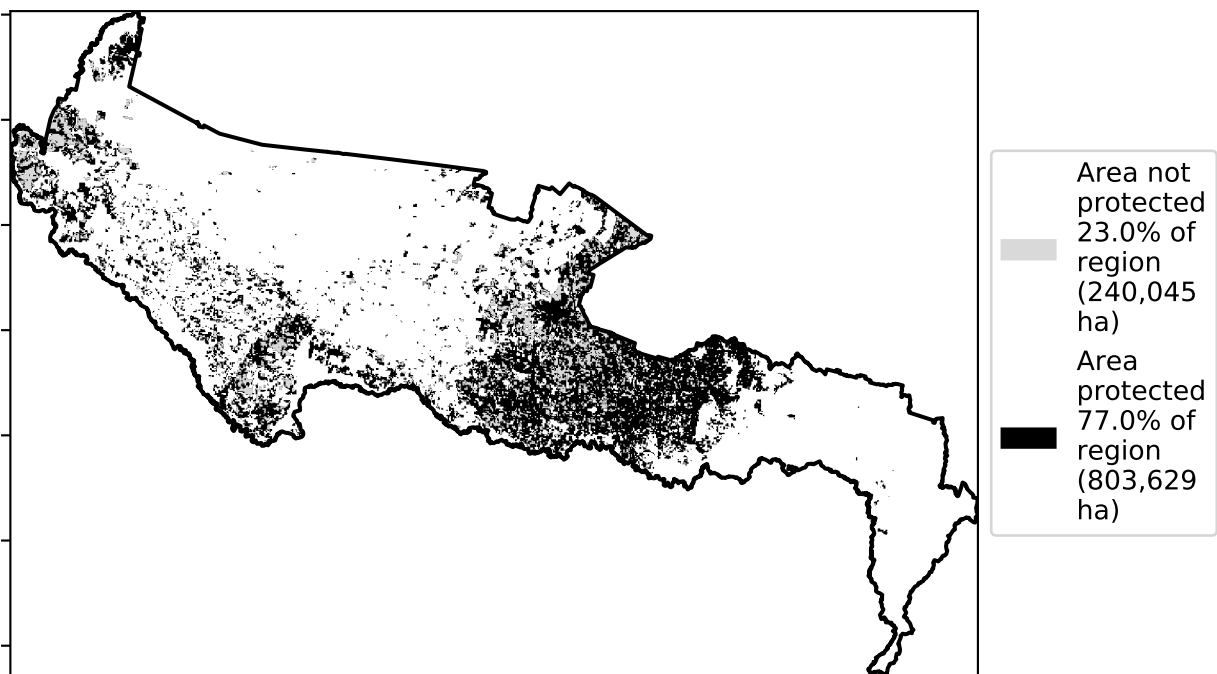 Area not
protected
23.0% of
region
(240,045
ha)
Area
protected
77.0% of
region
(803,629
ha)